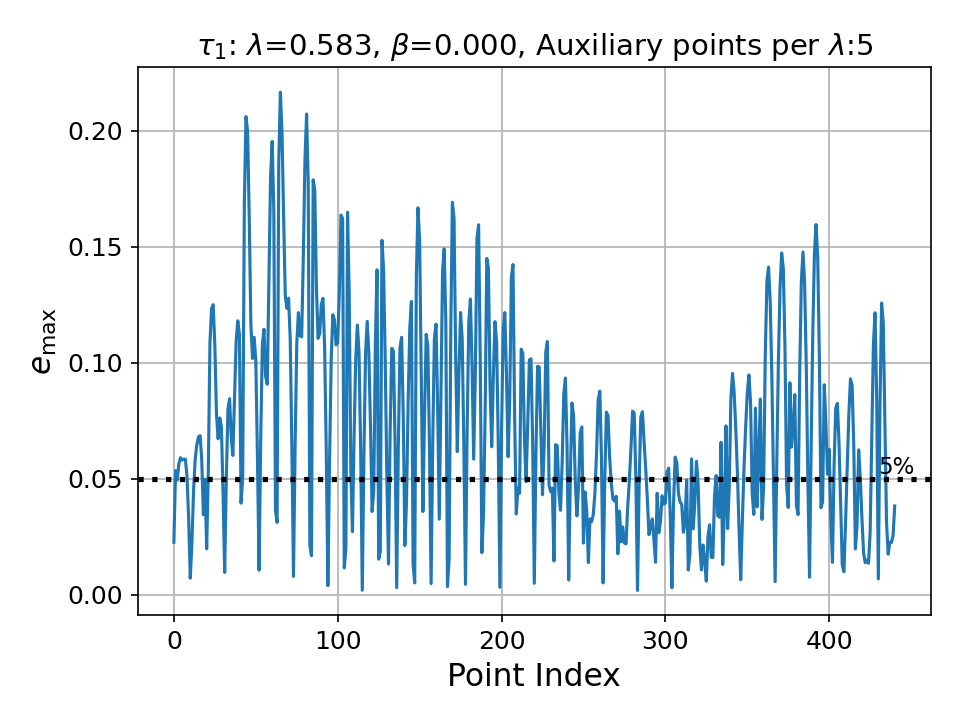 τ₁: λ=0.583, β=0.000, Auxiliary points per λ:5
0.20
0.15
0.10
0.05
0.00
e_max
5%
0 100 200 300 400
Point Index